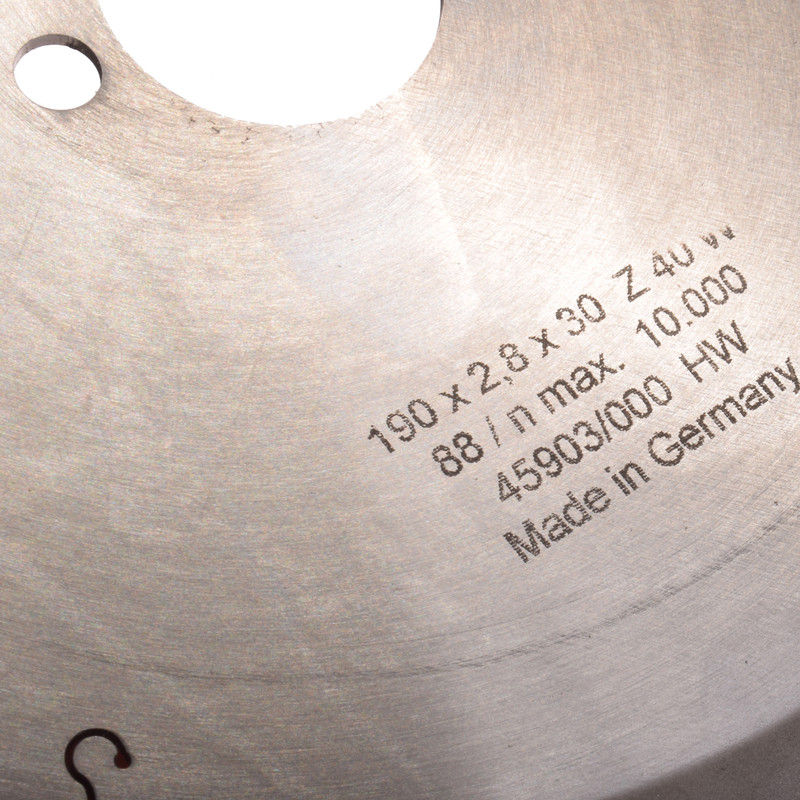 190 x 2,8 x 30 Z 40 W
88 / n max. 10.000
45903/000 HW
Made in Germany